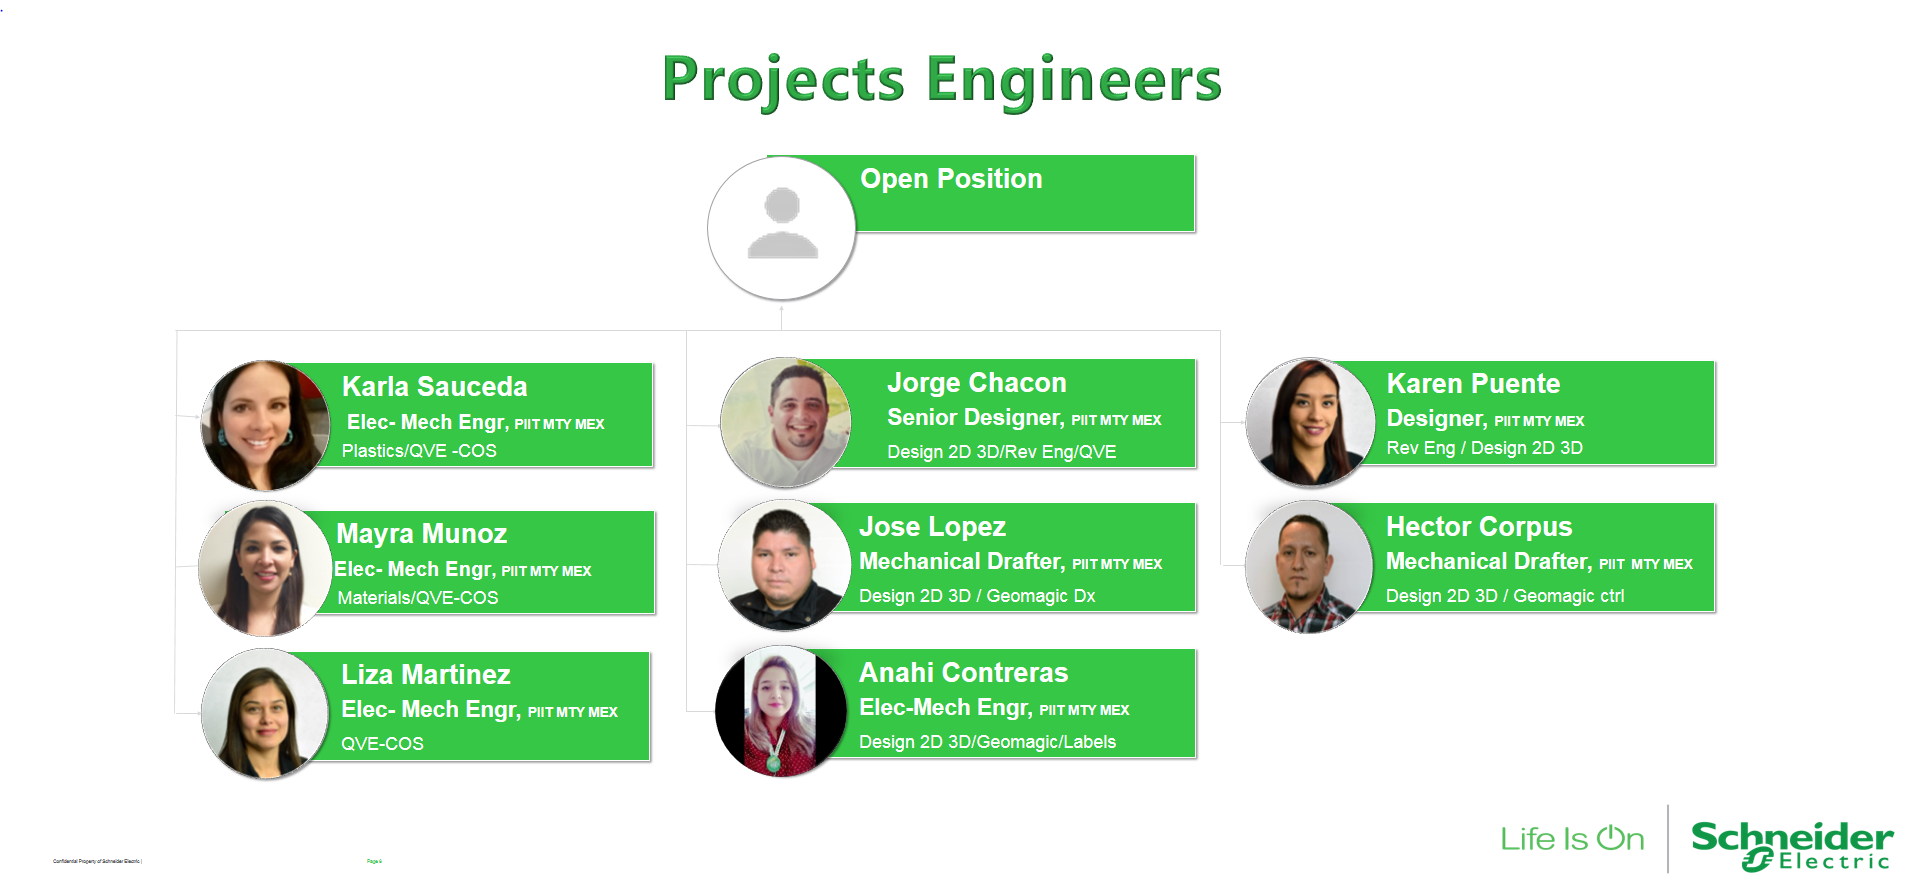 Projects Engineers
Open Position
Karla Sauceda
Elec- Mech Engr, PIIT MTY MEX
Plastics/QVE -COS
Mayra Munoz
Elec- Mech Engr, PIIT MTY MEX
Materials/QVE-COS
Liza Martinez
Elec- Mech Engr, PIIT MTY MEX
QVE-COS
Jorge Chacon
Senior Designer, PIIT MTY MEX
Design 2D 3D/Rev Eng/QVE
Jose Lopez
Mechanical Drafter, PIIT MTY MEX
Design 2D 3D / Geomagic Dx
Anahi Contreras
Elec-Mech Engr, PIIT MTY MEX
Design 2D 3D/Geomagic/Labels
Karen Puente
Designer, PIIT MTY MEX
Rev Eng / Design 2D 3D
Hector Corpus
Mechanical Drafter, PIIT MTY MEX
Design 2D 3D / Geomagic ctrl
Confidential Property of Schneider Electric |
Page 6
Life Is On
Schneider
Electric